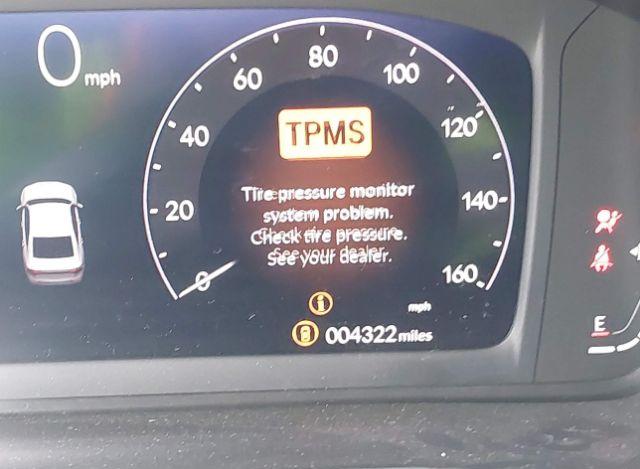 0 mph
80
60
100
40
TPMS
120
Tire pressure monitor
20
system problem.
140
Check tire pressure.
See your dealer.
0
160
mph
E
004322 miles